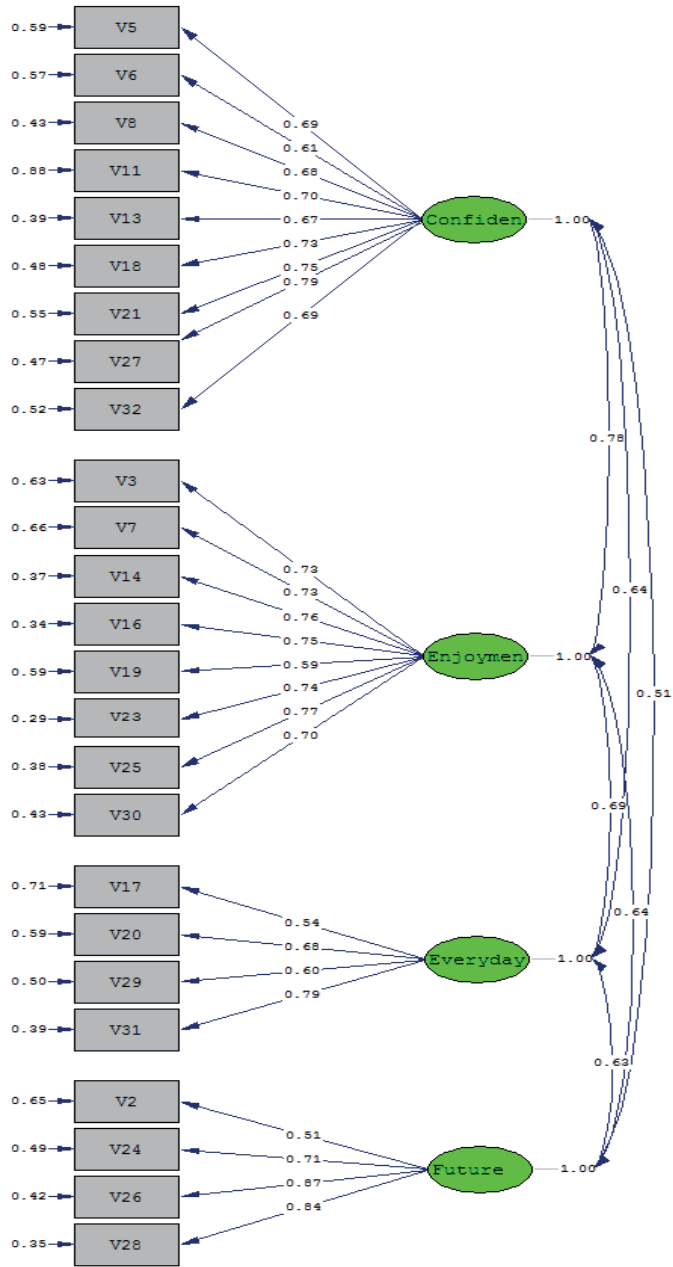 0.59 V5
0.57 V6
0.43 V8
0.88 V11
0.39 V13
0.48 V18
0.55 V21
0.47 V27
0.52 V32
0.69
0.61
0.68
0.70
0.67
0.73
0.75
0.79
0.69
Confiden 1.00
0.63 V3
0.66 V7
0.37 V14
0.34 V16
0.59 V19
0.29 V23
0.38 V25
0.43 V30
0.73
0.73
0.76
0.75
0.59
0.74
0.77
0.70
Enjoymen 1.00
0.71 V17
0.59 V20
0.50 V29
0.39 V31
0.54
0.68
0.60
0.79
Everyday 1.00
0.65 V2
0.49 V24
0.42 V26
0.35 V28
0.51
0.71
0.87
0.84
Future 1.00
0.78
0.64
0.51
0.69
0.64
0.63